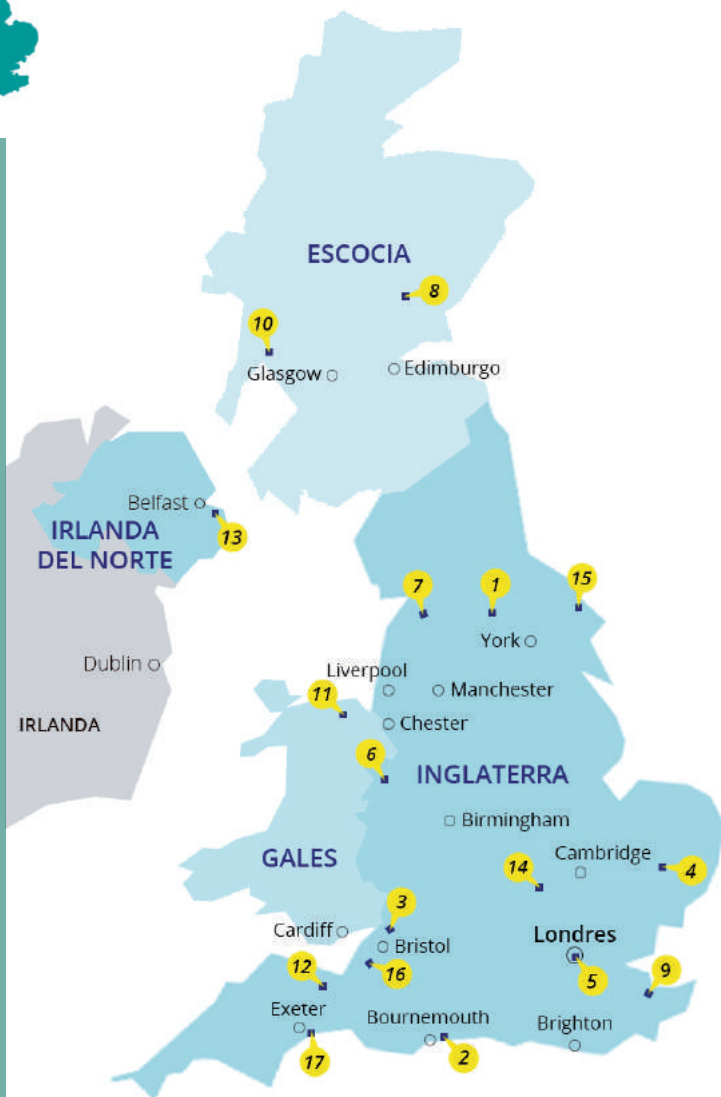 ESCOCIA
8
10
Glasgow
Edimburgo
Belfast
IRLANDA
DEL NORTE
13
7
1
15
York
Dublin
Liverpool
Manchester
11
IRLANDA
Chester
6
INGLATERRA
Birmingham
GALES
Cambridge
14
4
3
Cardiff
Bristol
Londres
12
16
5
9
Exeter
Bournemouth
Brighton
17
2